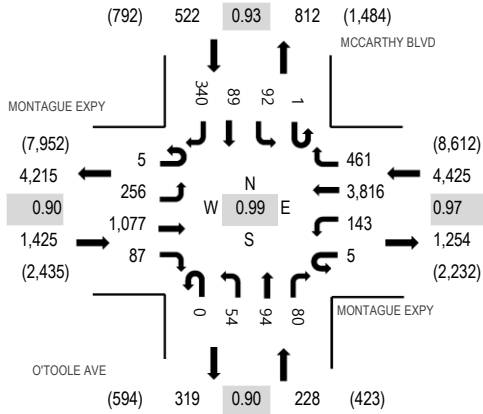 (792) 522 0.93 812 (1,484)
MCCARTHY BLVD
340 89 92 1
MONTAGUE EXPY
(7,952) (8,612)
5 461
4,215 4,425
256 N 3,816
0.90 W 0.99 E 0.97
1,077 143
1,425 S 1,254
87 5
(2,435) (2,232)
0 54 94 80
MONTAGUE EXPY
O'TOOLE AVE
(594) 319 0.90 228 (423)